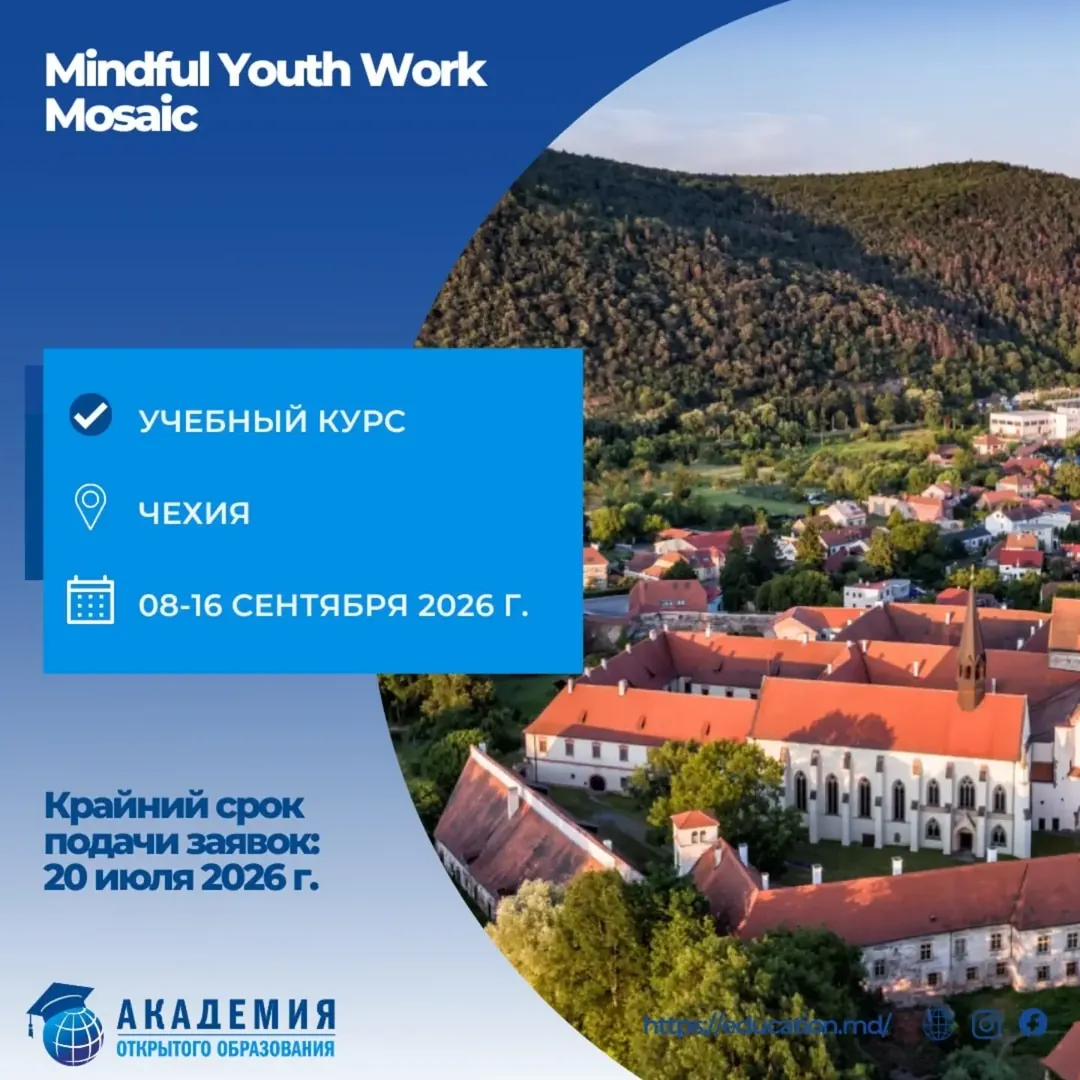 Mindful Youth Work
Mosaic
УЧЕБНЫЙ КУРС
ЧЕХИЯ
08-16 СЕНТЯБРЯ 2026 Г.
Крайний срок
подачи заявок:
20 июля 2026 г.
АКАДЕМИЯ
ОТКРЫТОГО ОБРАЗОВАНИЯ
https://education.md/